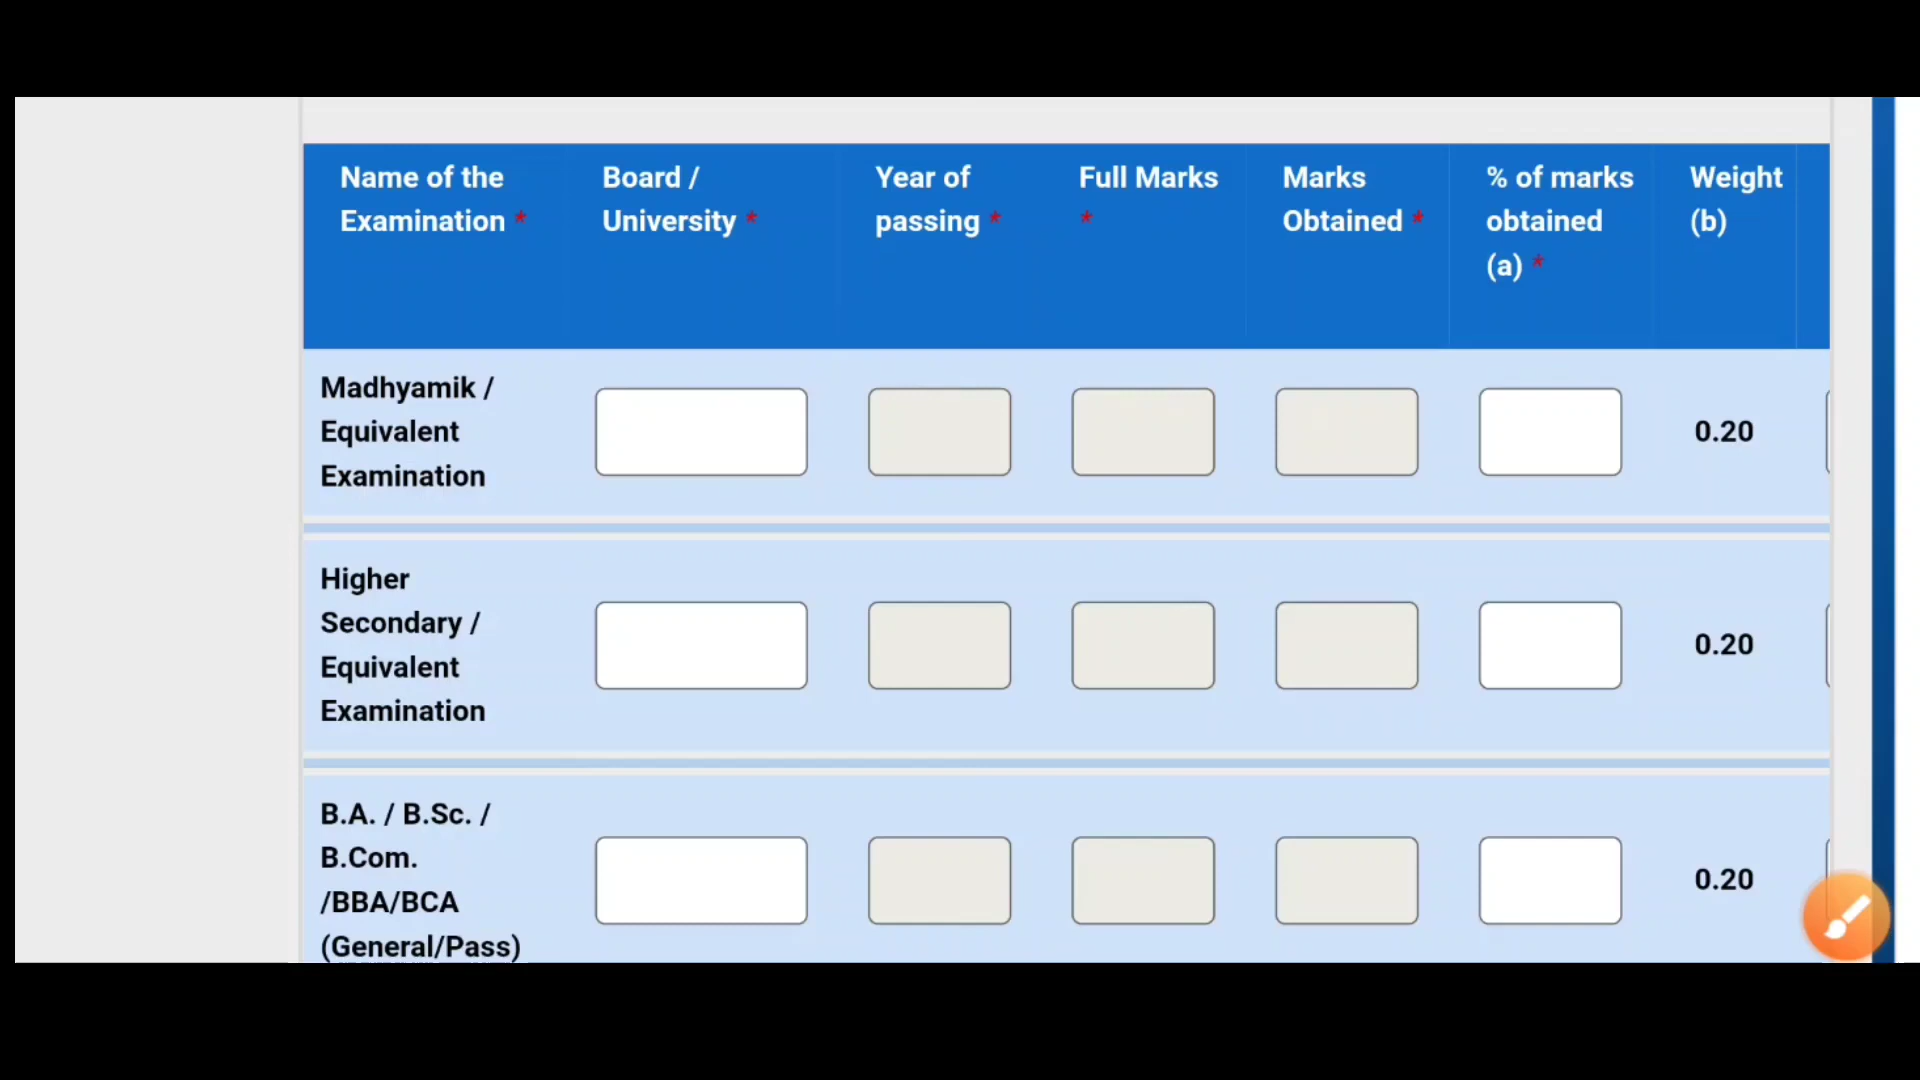 Name of the
Examination *
Board /
University *
Year of
passing *
Full Marks
*
Marks
Obtained *
% of marks
obtained
(a) *
Weight
(b)
Madhyamik /
Equivalent
Examination
0.20
Higher
Secondary /
Equivalent
Examination
0.20
B.A. / B.Sc. /
B.Com.
/BBA/BCA
(General/Pass)
0.20